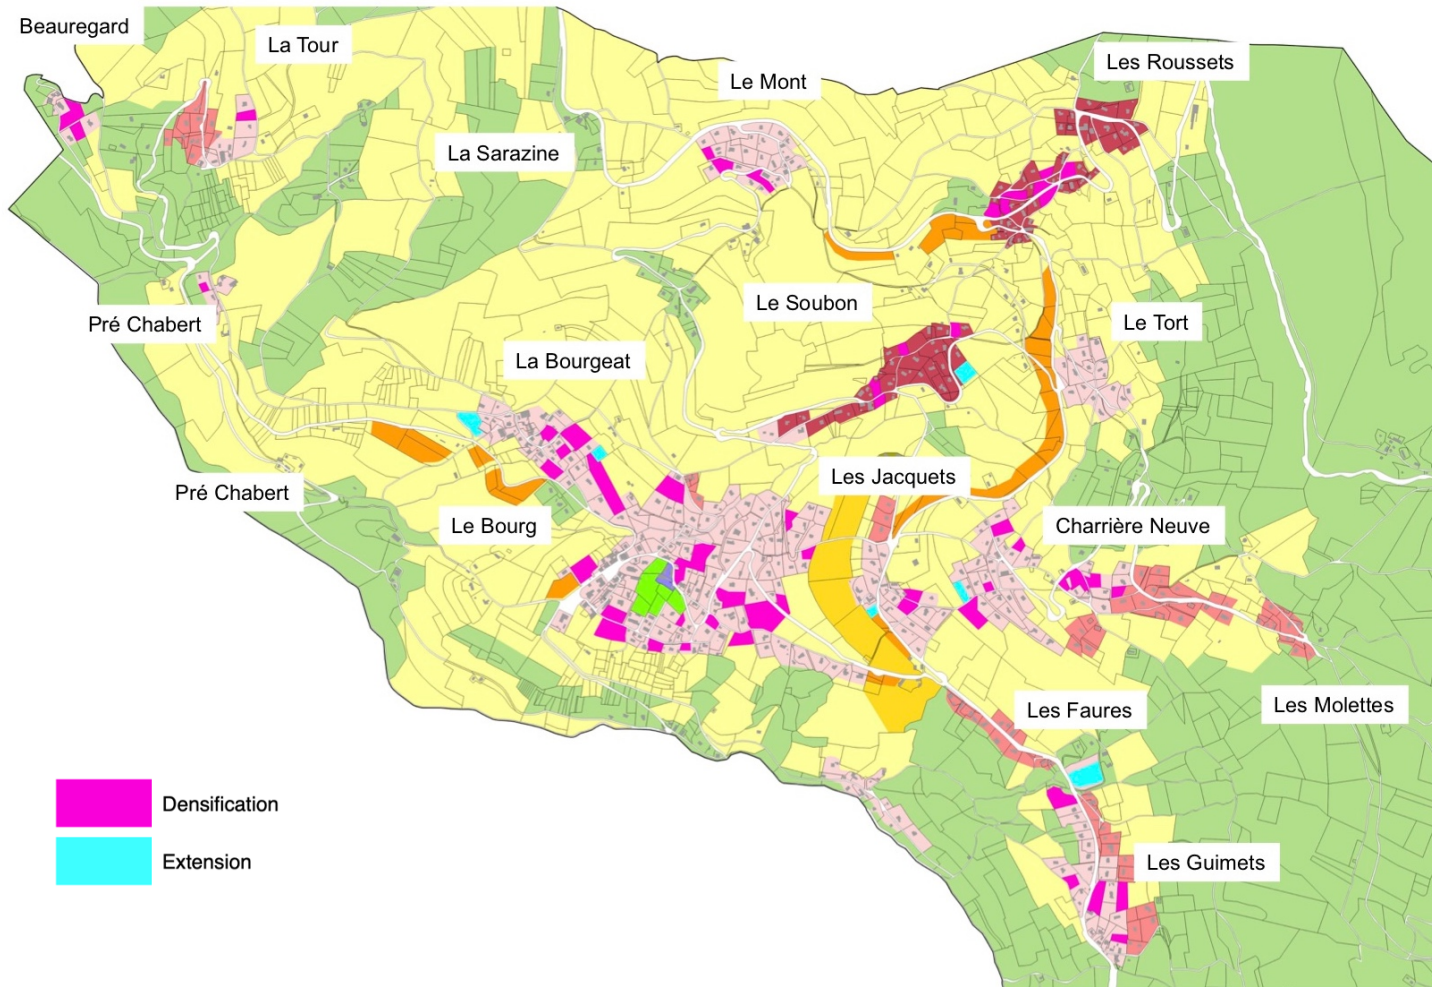 Beauregard
La Tour
Le Mont
Les Roussets
La Sarazine
Pré Chabert
Le Soubon
Le Tort
La Bourgeat
Pré Chabert
Les Jacquets
Le Bourg
Charrière Neuve
Les Faures
Les Molettes
Densification
Extension
Les Guimets